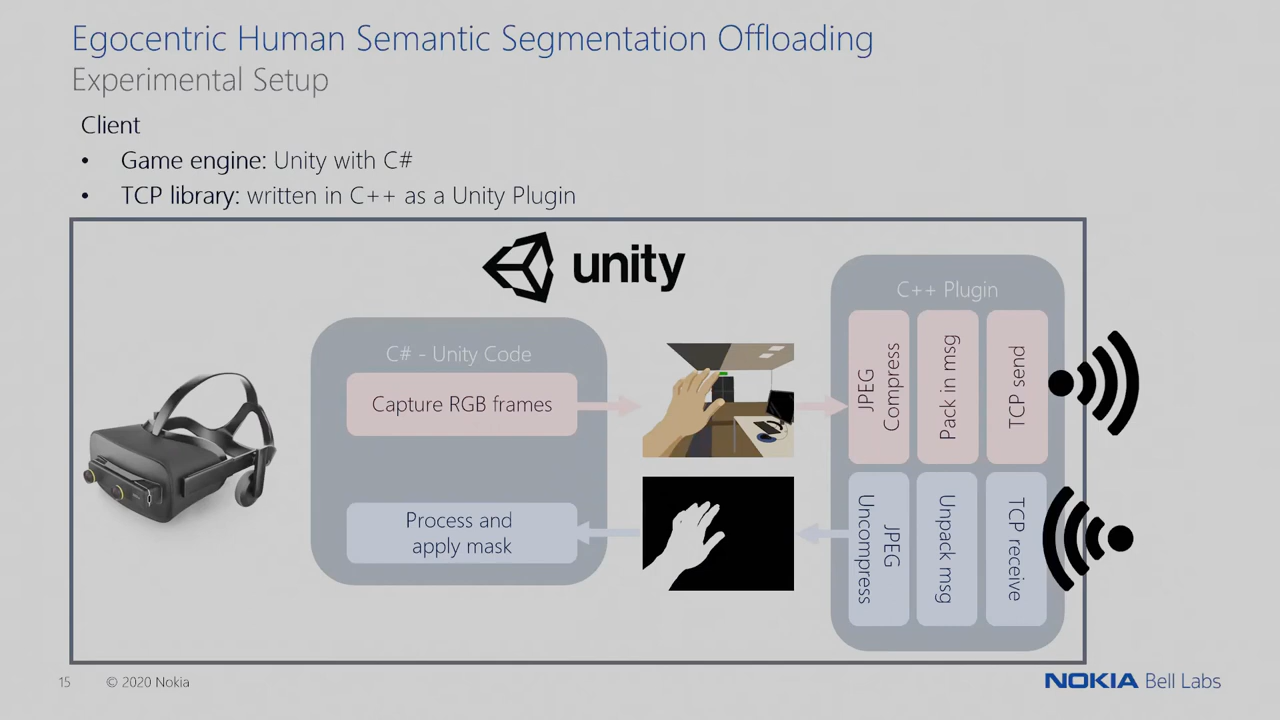 Egocentric Human Semantic Segmentation Offloading
Experimental Setup
Client
• Game engine: Unity with C#
• TCP library: written in C++ as a Unity Plugin
unity
C# - Unity Code
Capture RGB frames
Process and
apply mask
C++ Plugin
JPEG
Compress
Pack in msg
TCP send
JPEG
Uncompress
Unpack msg
TCP receive
15 © 2020 Nokia
NOKIA Bell Labs